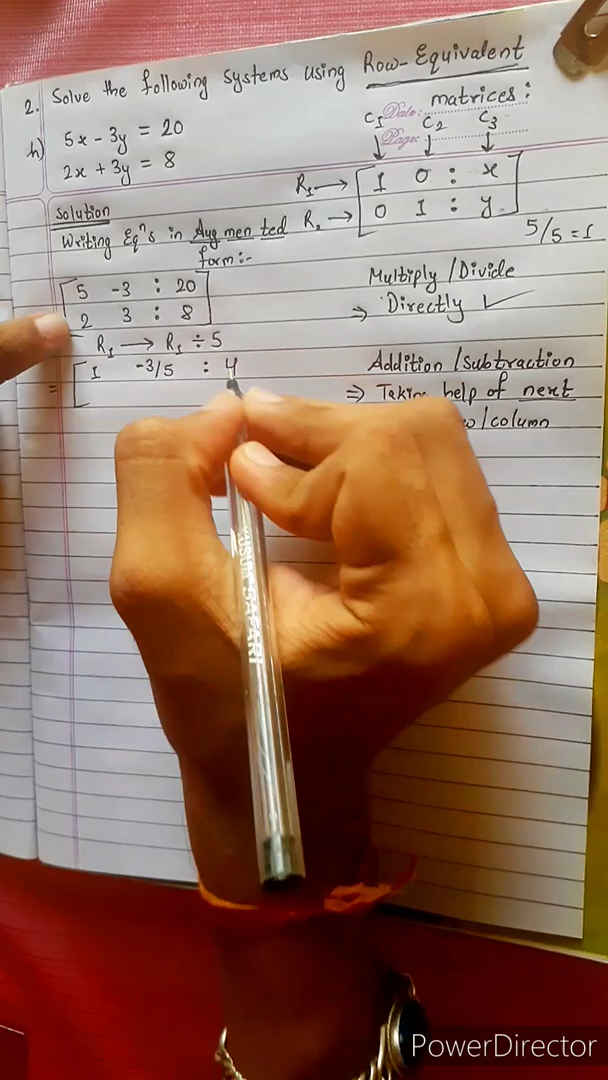 2. Solve the following systems using Row-Equivalent
matrices:
h) 5x - 3y = 20
2x + 3y = 8
Date:
Page:
C1 C2 C3
R1 → [ 1 0 : x ]
R2 → [ 0 1 : y ]
5/5 = 1
Solution
Writing Eqⁿs in Augmented
form:-
[ 5 -3 : 20 ]
2 3 : 8
R1 → R1 ÷ 5
= [ 1 -3/5 : 4
Multiply / Divide
⇒ Directly ✓
Addition / subtraction
⇒ Taking help of next
/column
SAFARI
PowerDirector